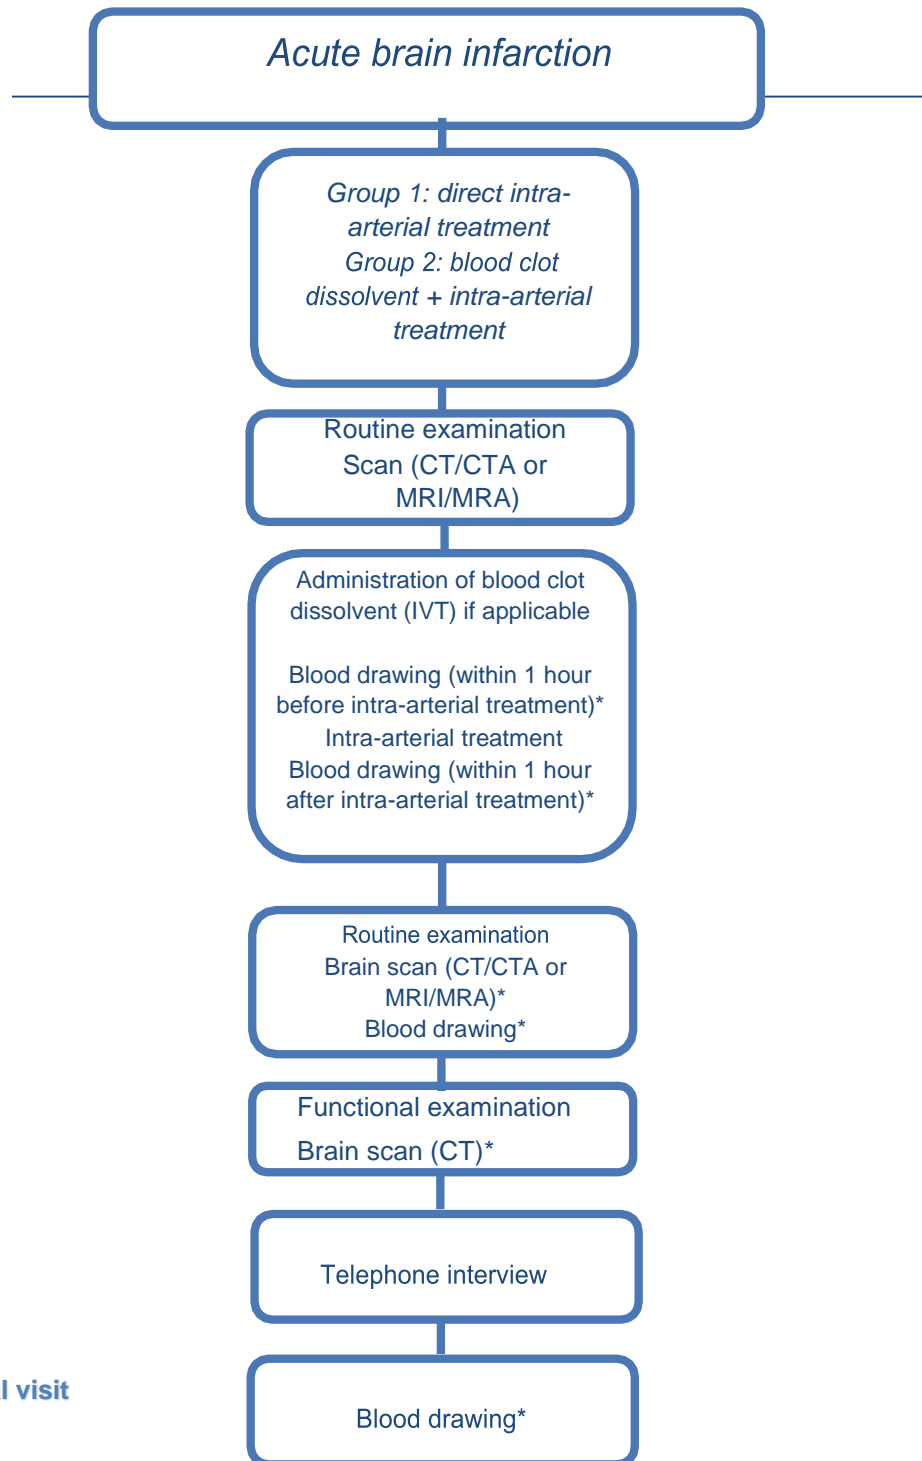 Acute brain infarction
Group 1: direct intra-
arterial treatment
Group 2: blood clot
dissolvent + intra-arterial
treatment
Routine examination
Scan (CT/CTA or
MRI/MRA)
Administration of blood clot
dissolvent (IVT) if applicable
Blood drawing (within 1 hour
before intra-arterial treatment)*
Intra-arterial treatment
Blood drawing (within 1 hour
after intra-arterial treatment)*
Routine examination
Brain scan (CT/CTA or
MRI/MRA)*
Blood drawing*
Functional examination
Brain scan (CT)*
Telephone interview
visit
Blood drawing*